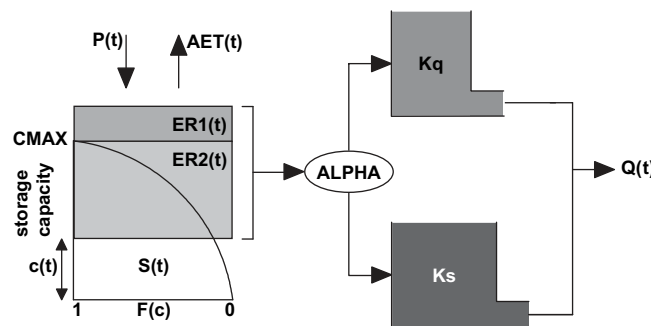 P(t)
AET(t)
Kq
ER1(t)
CMAX
ER2(t)
ALPHA
Q(t)
storage
capacity
c(t)
S(t)
Ks
1
F(c)
0